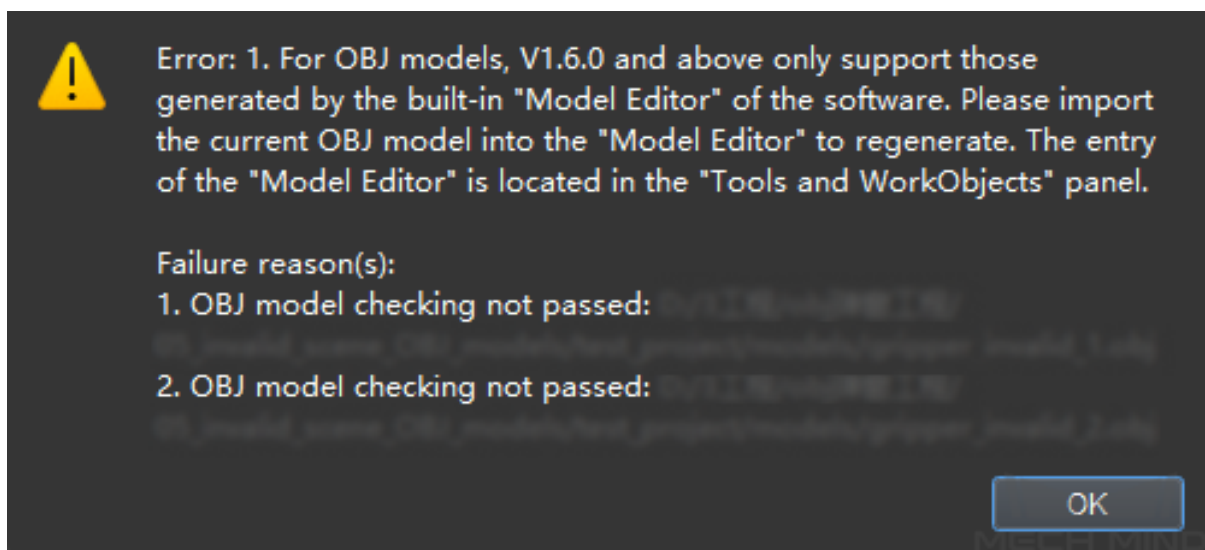 Error: 1. For OBJ models, V1.6.0 and above only support those
generated by the built-in "Model Editor" of the software. Please import
the current OBJ model into the "Model Editor" to regenerate. The entry
of the "Model Editor" is located in the "Tools and WorkObjects" panel.
Failure reason(s):
1. OBJ model checking not passed:
2. OBJ model checking not passed:
OK
MECH MIND